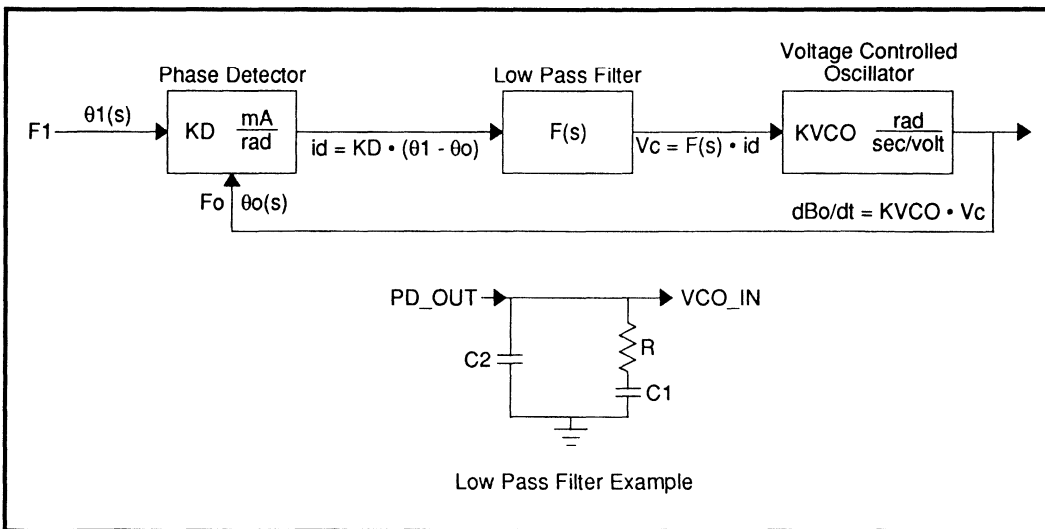 Voltage Controlled
Oscillator
Phase Detector
Low Pass Filter
F1
θ1(s)
KD mA/rad
id = KD • (θ1 - θo)
F(s)
Vc = F(s) • id
KVCO rad/sec/volt
Fo θo(s)
dBo/dt = KVCO • Vc
PD_OUT
VCO_IN
C2
R
C1
Low Pass Filter Example